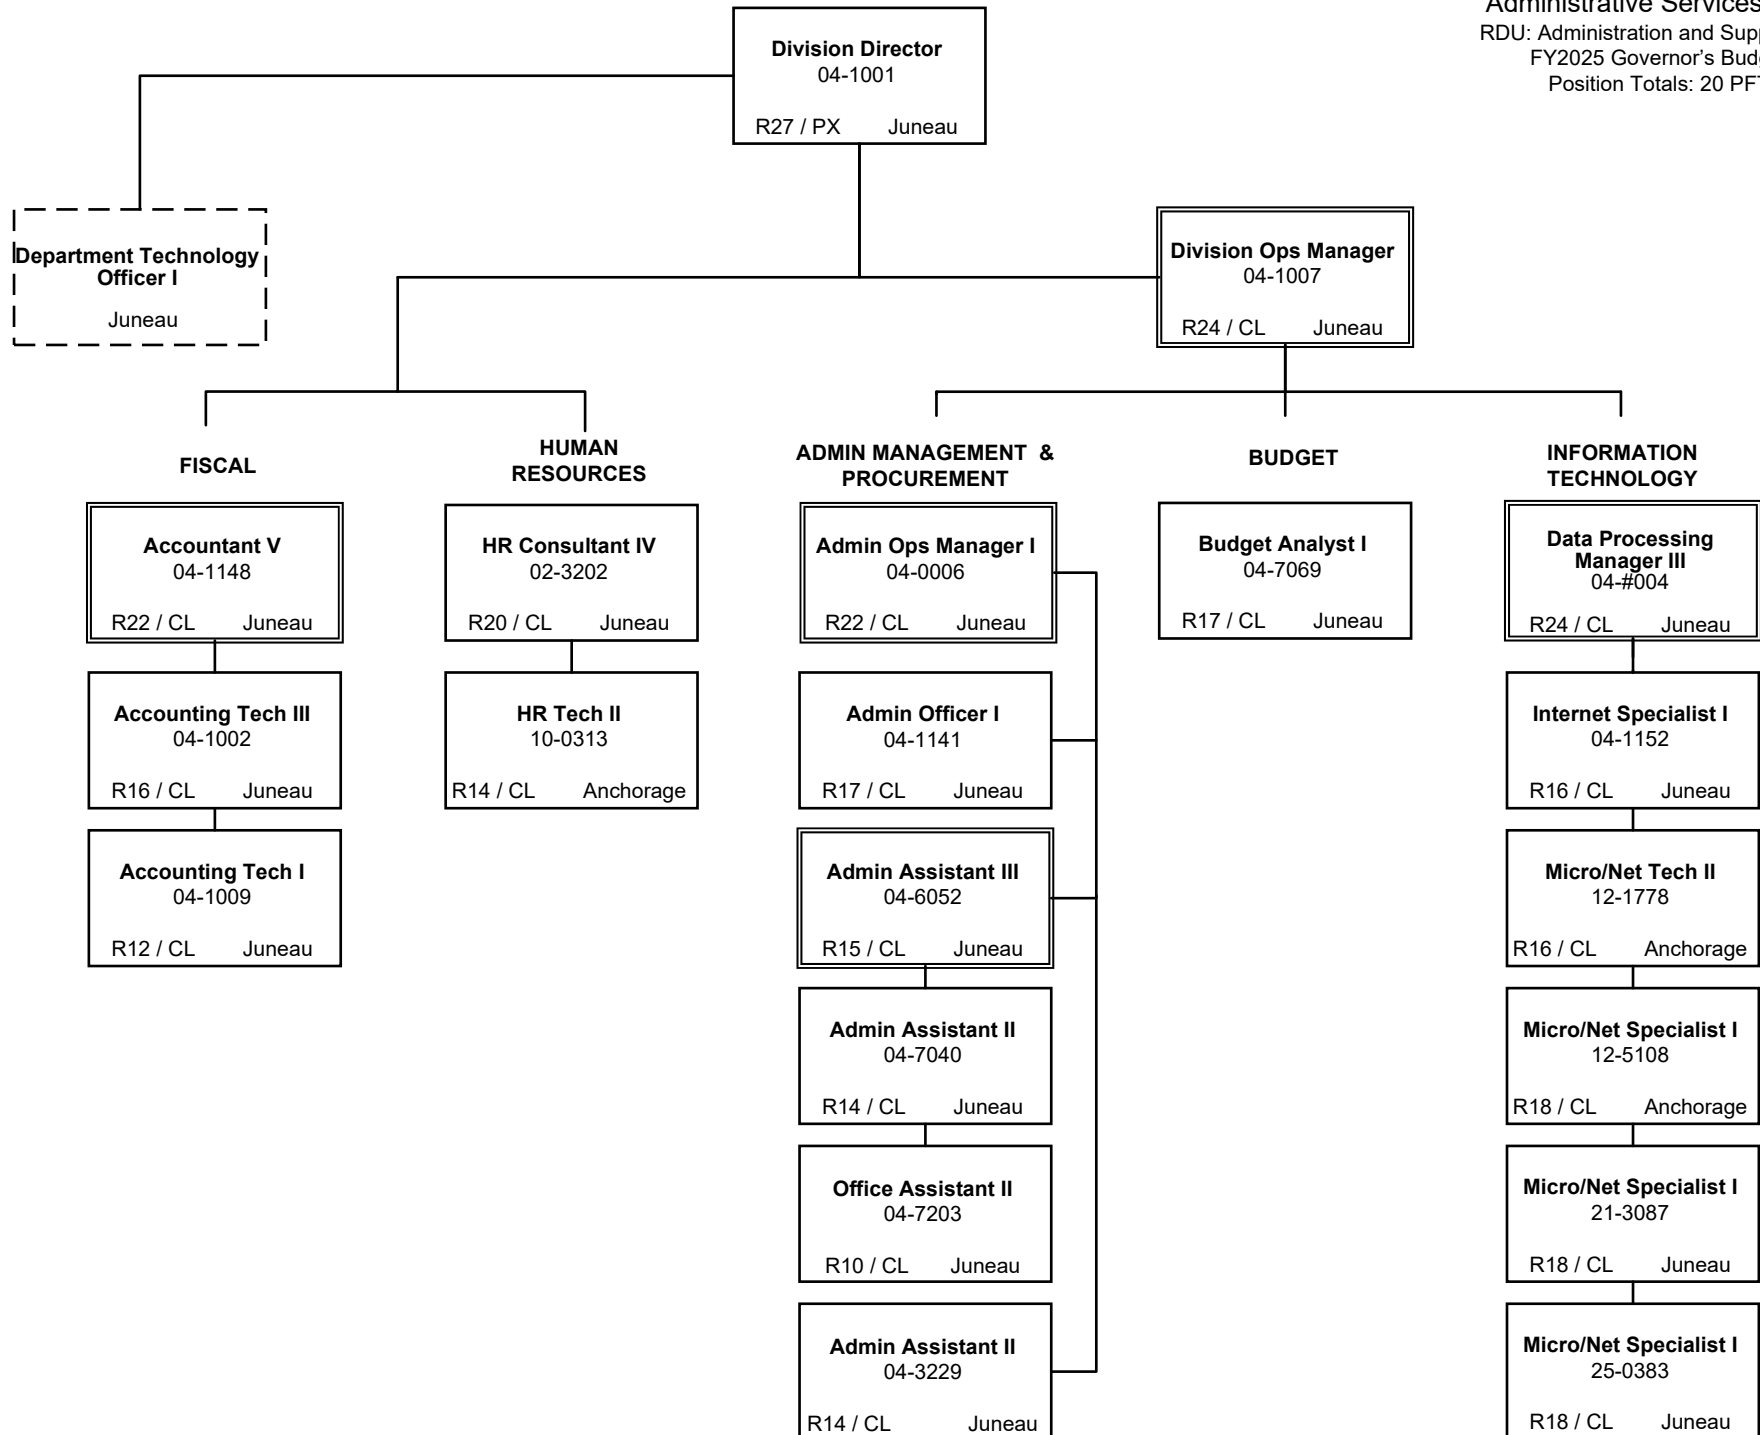 Administrative Services
RDU: Administration and
FY2025 Governor's
Position Totals: 20
Division Director
04-1001
R27 / PX Juneau
Department Technology
Officer I
Juneau
Division Ops Manager
04-1007
R24 / CL Juneau
FISCAL
Accountant V
04-1148
R22 / CL Juneau
Accounting Tech III
04-1002
R16 / CL Juneau
Accounting Tech I
04-1009
R12 / CL Juneau
HUMAN
RESOURCES
HR Consultant IV
02-3202
R20 / CL Juneau
HR Tech II
10-0313
R14 / CL Anchorage
ADMIN MANAGEMENT &
PROCUREMENT
Admin Ops Manager I
04-0006
R22 / CL Juneau
Admin Officer I
04-1141
R17 / CL Juneau
Admin Assistant III
04-6052
R15 / CL Juneau
Admin Assistant II
04-7040
R14 / CL Juneau
Office Assistant II
04-7203
R10 / CL Juneau
Admin Assistant II
04-3229
R14 / CL Juneau
BUDGET
Budget Analyst I
04-7069
R17 / CL Juneau
INFORMATION
TECHNOLOGY
Data Processing
Manager III
04-#004
R24 / CL Juneau
Internet Specialist I
04-1152
R16 / CL Juneau
Micro/Net Tech II
12-1778
R16 / CL Anchorage
Micro/Net Specialist I
12-5108
R18 / CL Anchorage
Micro/Net Specialist I
21-3087
R18 / CL Juneau
Micro/Net Specialist I
25-0383
R18 / CL Juneau